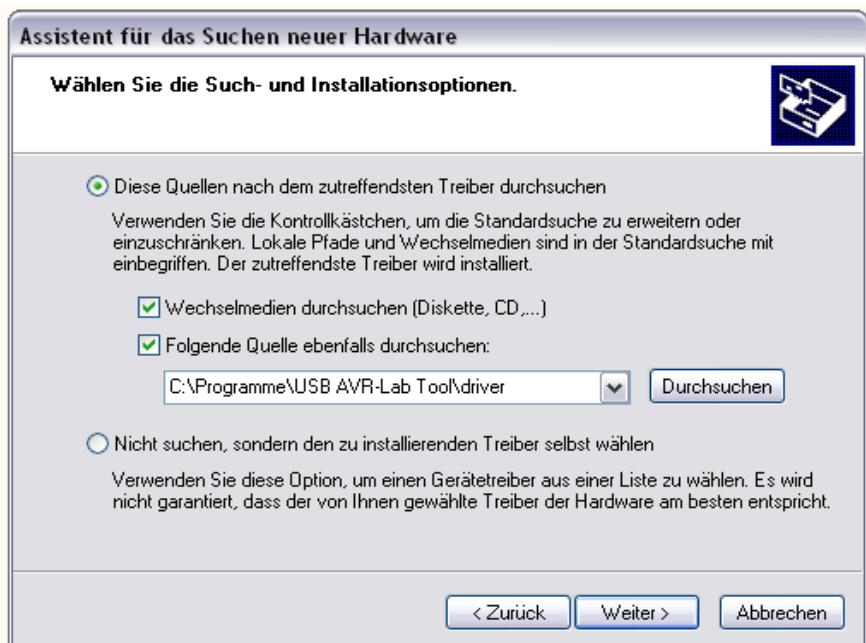 Assistent für das Suchen neuer Hardware
Wählen Sie die Such- und Installationsoptionen.
Diese Quellen nach dem zutreffendsten Treiber durchsuchen
Verwenden Sie die Kontrollkästchen, um die Standardsuche zu erweitern oder
einzuschränken. Lokale Pfade und Wechselmedien sind in der Standardsuche mit
einbegriffen. Der zutreffendste Treiber wird installiert.
Wechselmedien durchsuchen (Diskette, CD,...)
Folgende Quelle ebenfalls durchsuchen:
C:\Programme\USB AVR-Lab Tool\driver
Durchsuchen
Nicht suchen, sondern den zu installierenden Treiber selbst wählen
Verwenden Sie diese Option, um einen Gerätetreiber aus einer Liste zu wählen. Es wird
nicht garantiert, dass der von Ihnen gewählte Treiber der Hardware am besten entspricht.
< Zurück
Weiter >
Abbrechen